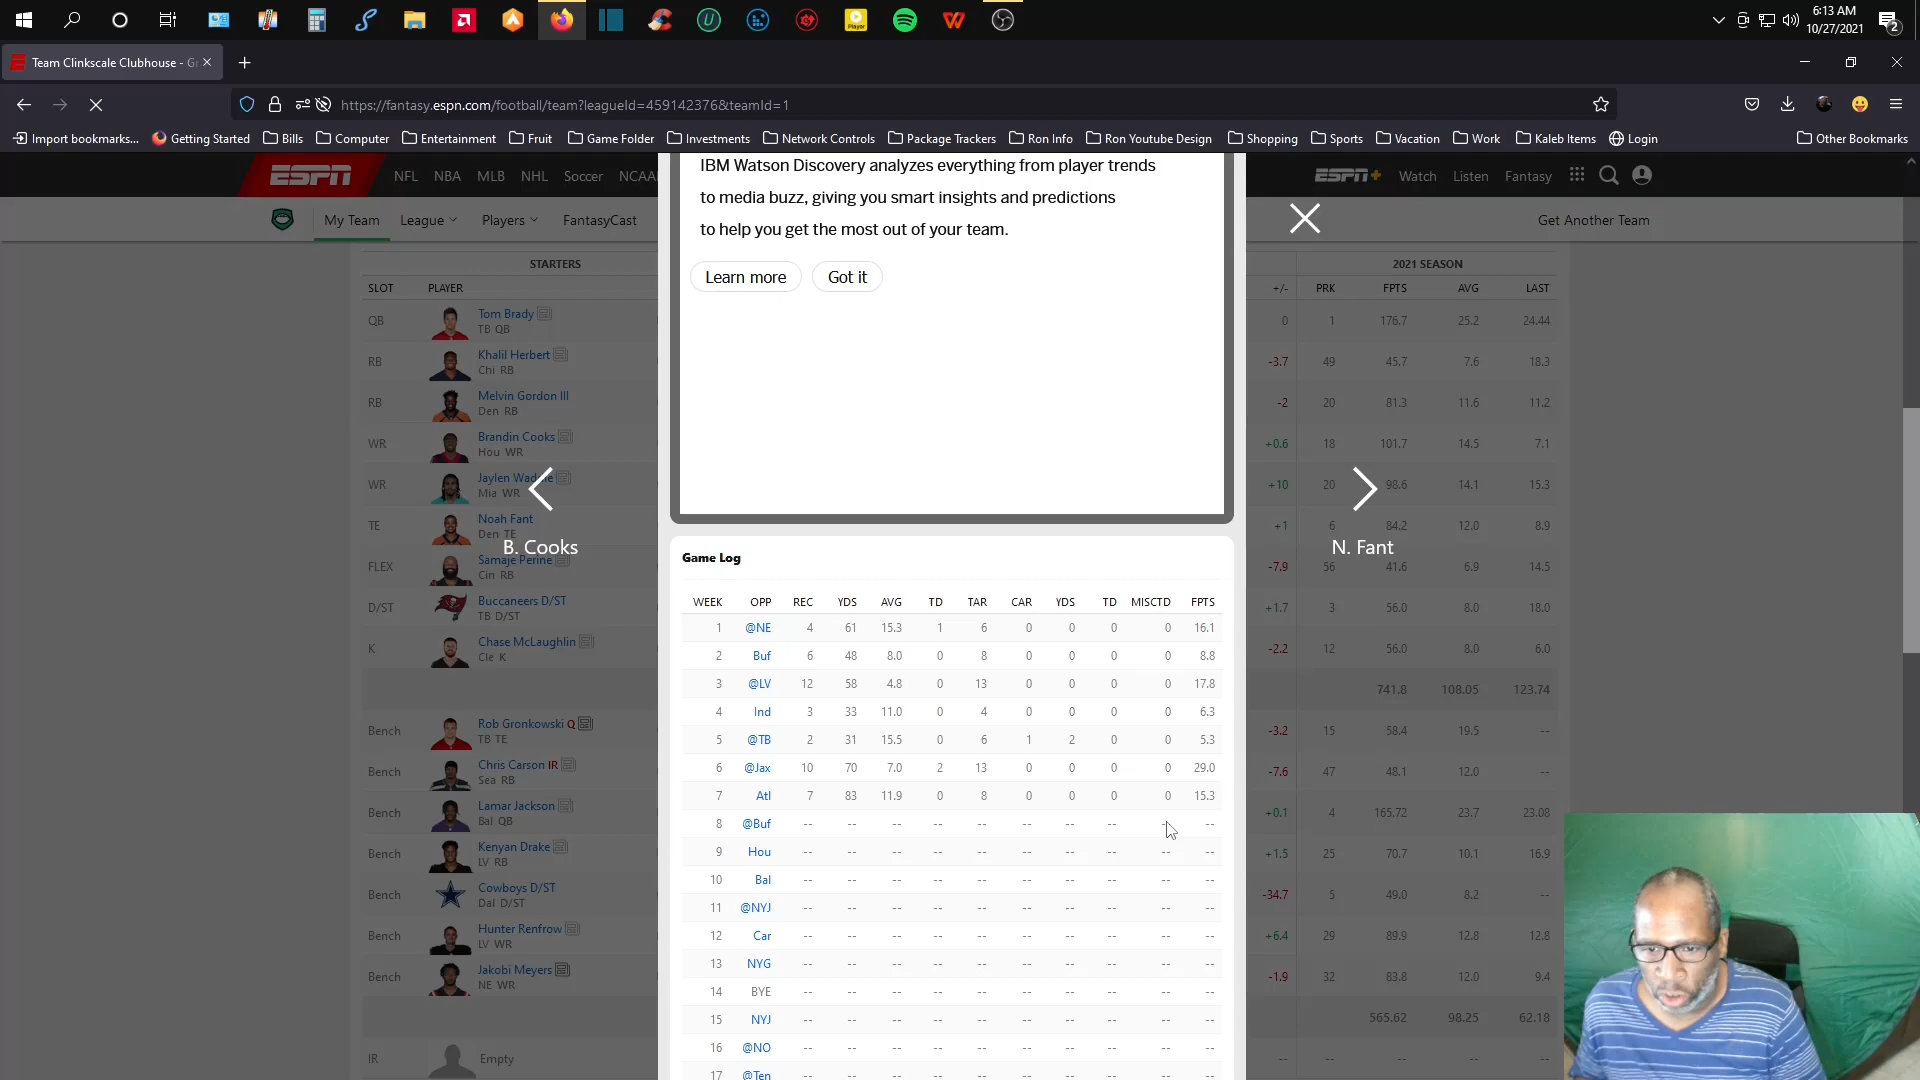 6:13 AM
10/27/2021
2
Team Clinkscale Clubhouse - Gr
https://fantasy.espn.com/football/team?leagueId=459142376&teamId=1
Import bookmarks... Getting Started Bills Computer Entertainment Fruit Game Folder Investments Network Controls Package Trackers Ron Info Ron Youtube Design Shopping Sports Vacation Work Kaleb Items Login Other Bookmarks
ESPN NFL NBA MLB NHL Soccer NCAA ESPN+ Watch Listen Fantasy
My Team League Players FantasyCast Get Another Team
IBM Watson Discovery analyzes everything from player trends
to media buzz, giving you smart insights and predictions
to help you get the most out of your team.
Learn more Got it
B. Cooks
N. Fant
STARTERS 2021 SEASON
SLOT PLAYER +/- PRK FPTS AVG LAST
QB Tom Brady TB QB 0 1 176.7 25.2 24.44
RB Khalil Herbert Chi RB -3.7 49 45.7 7.6 18.3
RB Melvin Gordon III Den RB -2 20 81.3 11.6 11.2
WR Brandin Cooks Hou WR +0.6 18 101.7 14.5 7.1
WR Jaylen Waddle Mia WR +10 20 98.6 14.1 15.3
TE Noah Fant Den TE +1 6 84.2 12.0 8.9
FLEX Samaje Perine Cin RB -7.9 56 41.6 6.9 14.5
D/ST Buccaneers D/ST TB D/ST +1.7 3 56.0 8.0 18.0
K Chase McLaughlin Cle K -2.2 12 56.0 8.0 6.0
741.8 108.05 123.74
Bench Rob Gronkowski Q TB TE -3.2 15 58.4 19.5 --
Bench Chris Carson IR Sea RB -7.6 47 48.1 12.0 --
Bench Lamar Jackson Bal QB +0.1 4 165.72 23.7 23.08
Bench Kenyan Drake LV RB +1.5 25 70.7 10.1 16.9
Bench Cowboys D/ST Dal D/ST -34.7 5 49.0 8.2 --
Bench Hunter Renfrow LV WR +6.4 29 89.9 12.8 12.8
Bench Jakobi Meyers NE WR -1.9 32 83.8 12.0 9.4
565.62 98.25 62.18
IR Empty -- -- -- -- --
Game Log
WEEK OPP REC YDS AVG TD TAR CAR YDS TD MISCTD FPTS
1 @NE 4 61 15.3 1 6 0 0 0 0 16.1
2 Buf 6 48 8.0 0 8 0 0 0 0 8.8
3 @LV 12 58 4.8 0 13 0 0 0 0 17.8
4 Ind 3 33 11.0 0 4 0 0 0 0 6.3
5 @TB 2 31 15.5 0 6 1 2 0 0 5.3
6 @Jax 10 70 7.0 2 13 0 0 0 0 29.0
7 Atl 7 83 11.9 0 8 0 0 0 0 15.3
8 @Buf -- -- -- -- -- -- -- -- -- --
9 Hou -- -- -- -- -- -- -- -- -- --
10 Bal -- -- -- -- -- -- -- -- -- --
11 @NYJ -- -- -- -- -- -- -- -- -- --
12 Car -- -- -- -- -- -- -- -- -- --
13 NYG -- -- -- -- -- -- -- -- -- --
14 BYE -- -- -- -- -- -- -- -- -- --
15 NYJ -- -- -- -- -- -- -- -- -- --
16 @NO -- -- -- -- -- -- -- -- -- --
17 @Ten -- -- -- -- -- -- -- -- -- --